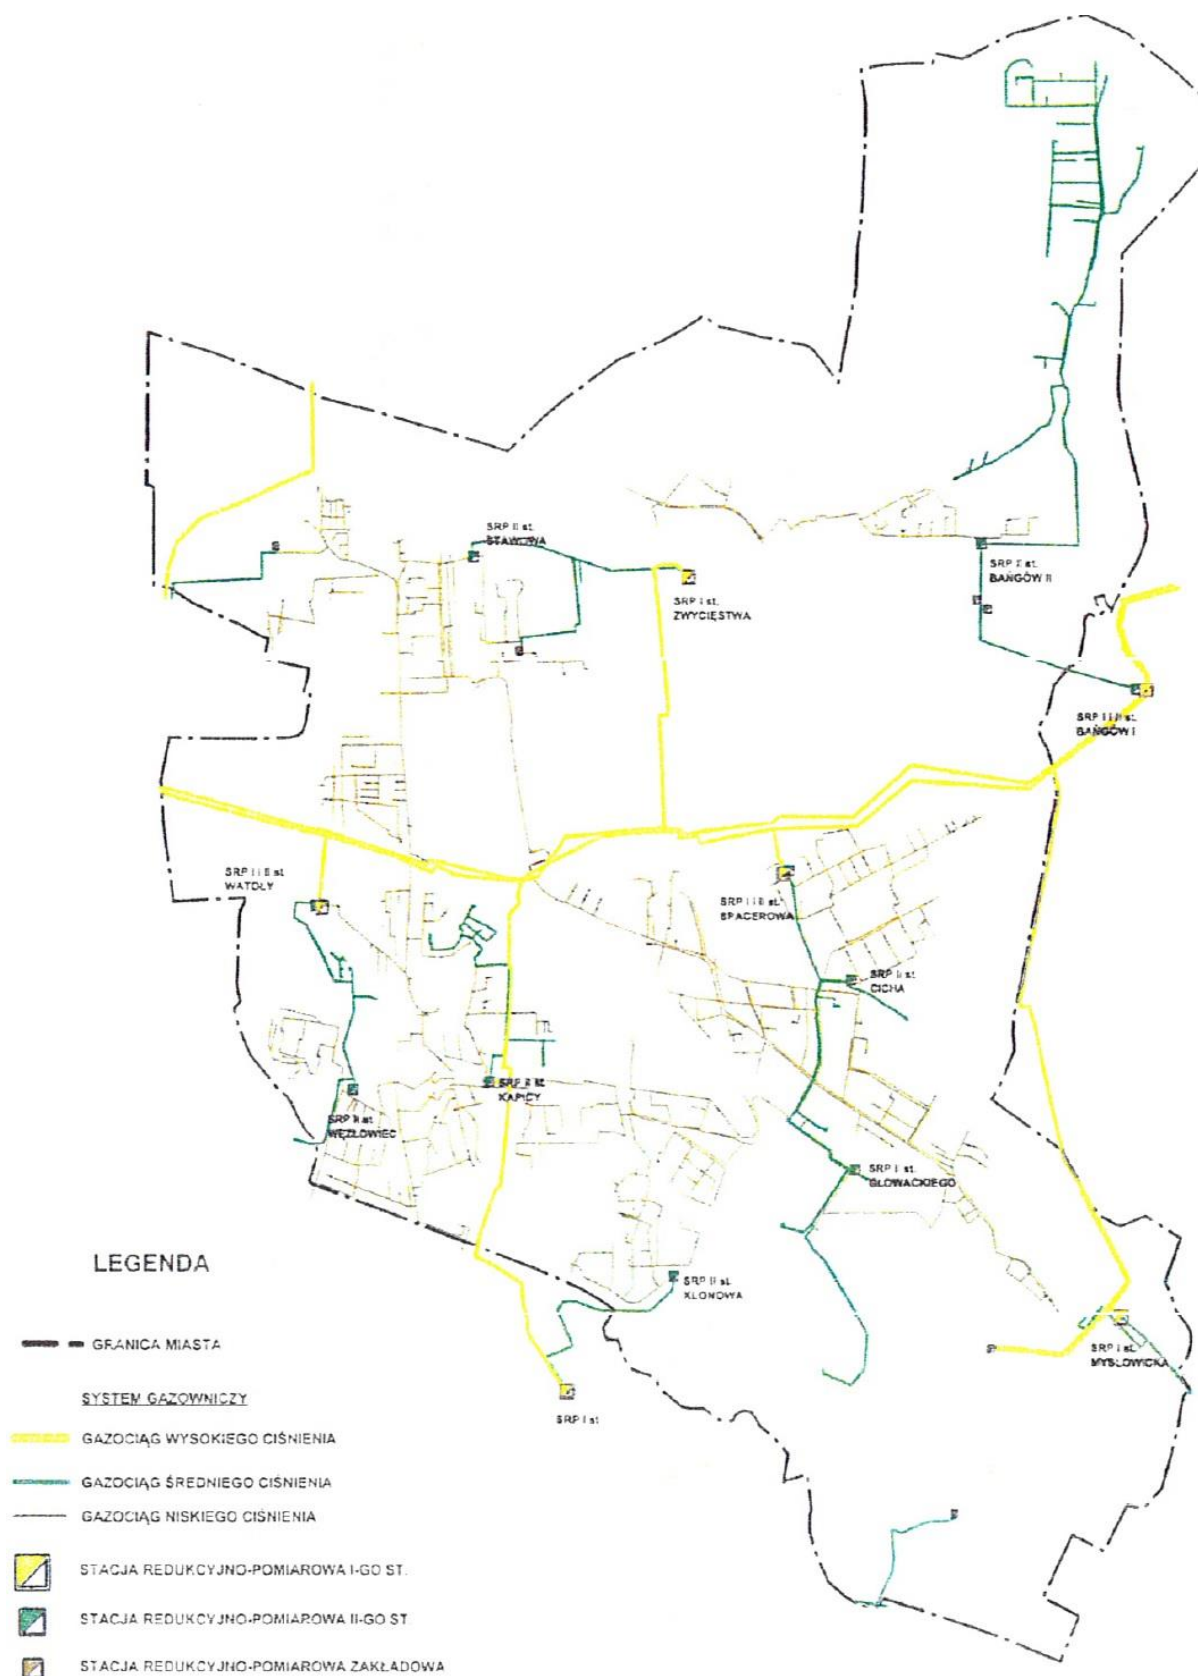 SRP II st.
STAWOWA
SRP I st.
ZWYCIĘSTWA
SRP II st.
BAŃGÓW II
SRP I i II st.
BAŃGÓW I
SRP I i II st.
WATOŁY
SRP I i II st.
SPACEROWA
SRP II st.
CICHA
SRP II st.
KAPICY
SRP II st.
WĘZŁOWIEC
SRP I st.
GŁOWACKIEGO
SRP II st.
KLONOWA
SRP I st.
MYSŁOWICKA
SRP I st
LEGENDA
GRANICA MIASTA
SYSTEM GAZOWNICZY
GAZOCIĄG WYSOKIEGO CIŚNIENIA
GAZOCIĄG ŚREDNIEGO CIŚNIENIA
GAZOCIĄG NISKIEGO CIŚNIENIA
STACJA REDUKCYJNO-POMIAROWA I-GO ST.
STACJA REDUKCYJNO-POMIAROWA II-GO ST
STACJA REDUKCYJNO-POMIAROWA ZAKŁADOWA